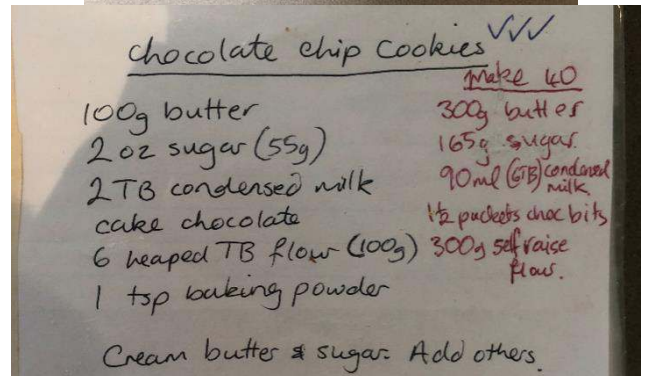 chocolate chip cookies ✓✓✓
100g butter
2 oz sugar (55g)
2 TB condensed milk
cake chocolate
6 heaped TB flour (100g)
1 tsp baking powder
Make 40
300g butter
165g sugar.
90ml (6TB) condensed
milk
1½ packets choc bits
300g self raise
flour.
Cream butter & sugar. Add others.